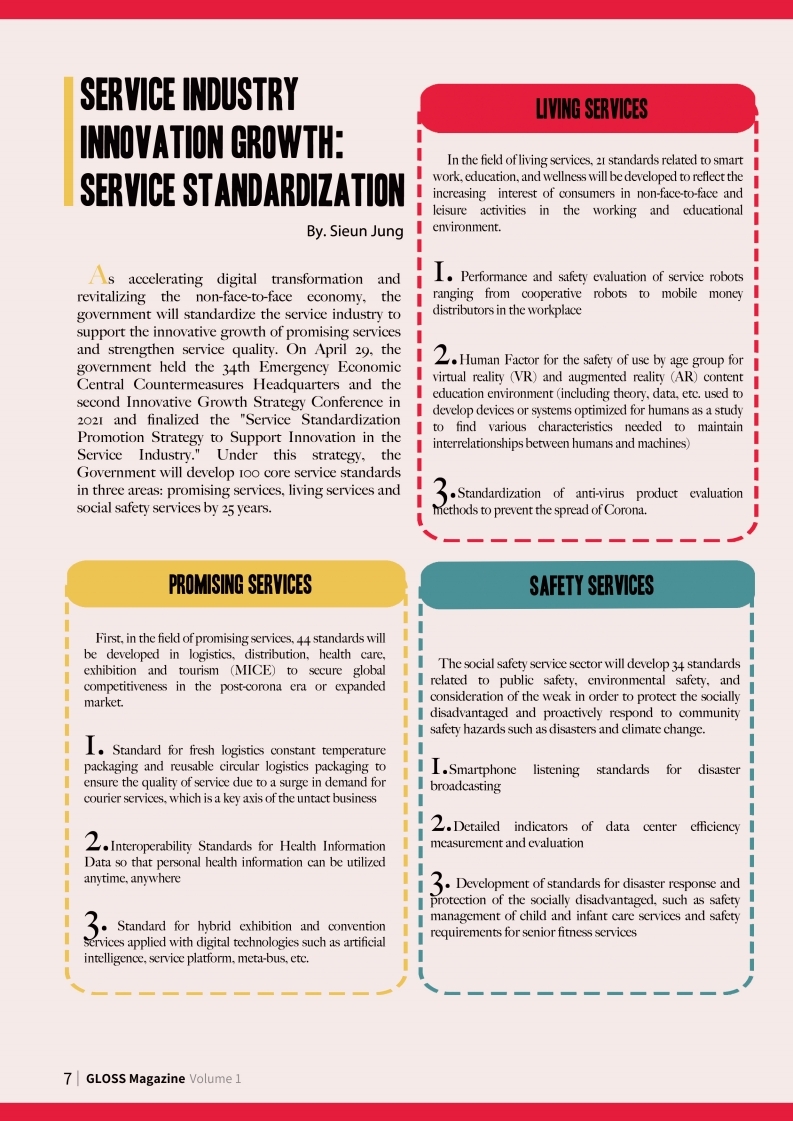 SERVICE INDUSTRY
INNOVATION GROWTH:
SERVICE STANDARDIZATION
By. Sieun Jung
As accelerating digital transformation and
revitalizing the non-face-to-face economy, the
government will standardize the service industry to
support the innovative growth of promising services
and strengthen service quality. On April 29, the
government held the 34th Emergency Economic
Central Countermeasures Headquarters and the
second Innovative Growth Strategy Conference in
2021 and finalized the "Service Standardization
Promotion Strategy to Support Innovation in the
Service Industry." Under this strategy, the
Government will develop 100 core service standards
in three areas: promising services, living services and
social safety services by 25 years.
LIVING SERVICES
In the field of living services, 21 standards related to smart
work, education, and wellness will be developed to reflect the
increasing interest of consumers in non-face-to-face and
leisure activities in the working and educational
environment.
1. Performance and safety evaluation of service robots
ranging from cooperative robots to mobile money
distributors in the workplace
2.Human Factor for the safety of use by age group for
virtual reality (VR) and augmented reality (AR) content
education environment (including theory, data, etc. used to
develop devices or systems optimized for humans as a study
to find various characteristics needed to maintain
interrelationships between humans and machines)
3.Standardization of anti-virus product evaluation
methods to prevent the spread of Corona.
PROMISING SERVICES
First, in the field of promising services, 44 standards will
be developed in logistics, distribution, health care,
exhibition and tourism (MICE) to secure global
competitiveness in the post-corona era or expanded
market.
1. Standard for fresh logistics constant temperature
packaging and reusable circular logistics packaging to
ensure the quality of service due to a surge in demand for
courier services, which is a key axis of the untact business
2.Interoperability Standards for Health Information
Data so that personal health information can be utilized
anytime, anywhere
3. Standard for hybrid exhibition and convention
services applied with digital technologies such as artificial
intelligence, service platform, meta-bus, etc.
SAFETY SERVICES
The social safety service sector will develop 34 standards
related to public safety, environmental safety, and
consideration of the weak in order to protect the socially
disadvantaged and proactively respond to community
safety hazards such as disasters and climate change.
1.Smartphone listening standards for disaster
broadcasting
2.Detailed indicators of data center efficiency
measurement and evaluation
3. Development of standards for disaster response and
protection of the socially disadvantaged, such as safety
management of child and infant care services and safety
requirements for senior fitness services
7 | GLOSS Magazine Volume 1